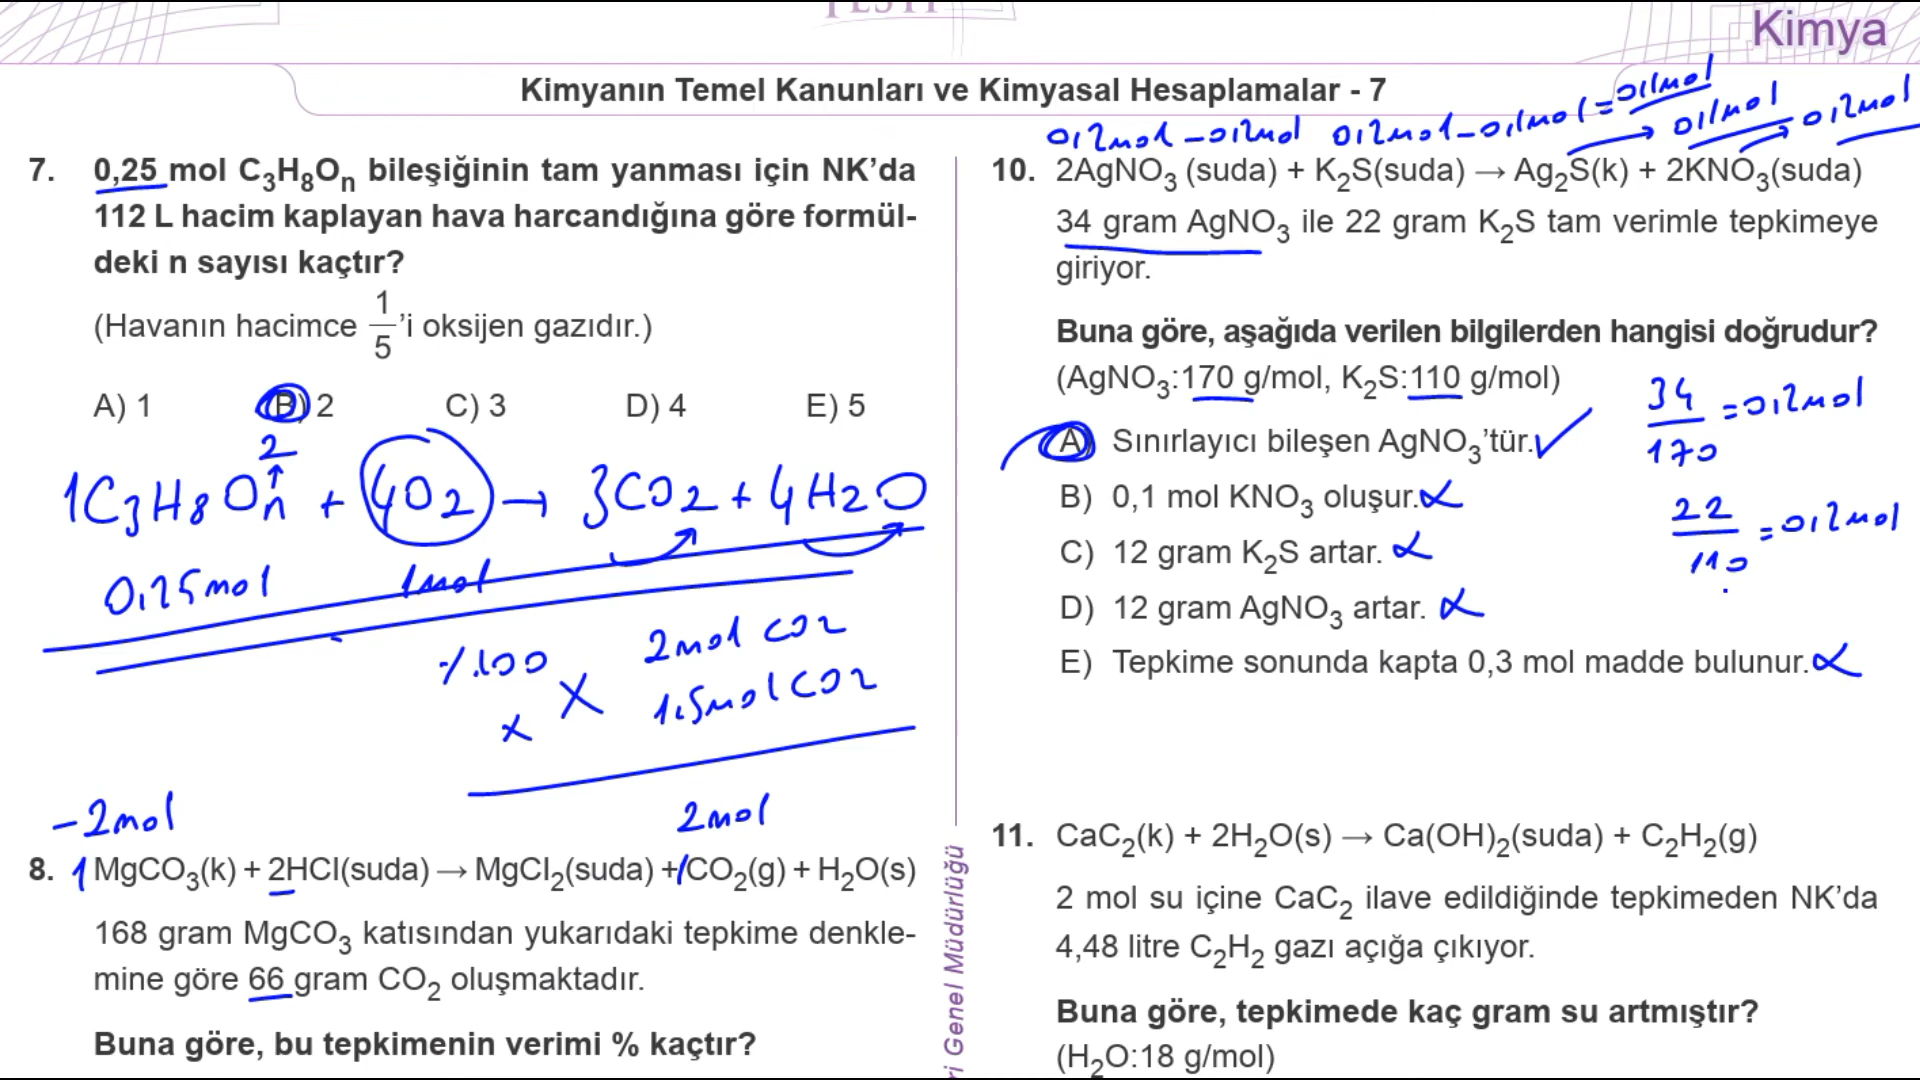 TESTİ
Kimya
Kimyanın Temel Kanunları ve Kimyasal Hesaplamalar - 7
7. 0,25 mol C₃H₈Oₙ bileşiğinin tam yanması için NK’da
112 L hacim kaplayan hava harcandığına göre formül-
deki n sayısı kaçtır?
(Havanın hacimce 1/5 ’i oksijen gazıdır.)
A) 1 B) 2 C) 3 D) 4 E) 5
2
1C3H8On + 4O2 → 3CO2 + 4H2O
0,25mol 1mol
%100 2mol CO2
x 1,5mol CO2
-2mol 2mol
8. 1 MgCO₃(k) + 2HCl(suda) → MgCl₂(suda) + 1 CO₂(g) + H₂O(s)
168 gram MgCO₃ katısından yukarıdaki tepkime denkle-
mine göre 66 gram CO₂ oluşmaktadır.
Buna göre, bu tepkimenin verimi % kaçtır?
0,2mol-0,2mol 0,2mol-0,1mol=0,1mol 0,1mol 0,2mol
10. 2AgNO₃ (suda) + K₂S(suda) → Ag₂S(k) + 2KNO₃(suda)
34 gram AgNO₃ ile 22 gram K₂S tam verimle tepkimeye
giriyor.
Buna göre, aşağıda verilen bilgilerden hangisi doğrudur?
(AgNO₃:170 g/mol, K₂S:110 g/mol)
34/170 =0,2mol
A) Sınırlayıcı bileşen AgNO₃’tür.
B) 0,1 mol KNO₃ oluşur.
22/110 =0,2mol
C) 12 gram K₂S artar.
D) 12 gram AgNO₃ artar.
E) Tepkime sonunda kapta 0,3 mol madde bulunur.
11. CaC₂(k) + 2H₂O(s) → Ca(OH)₂(suda) + C₂H₂(g)
2 mol su içine CaC₂ ilave edildiğinde tepkimeden NK’da
4,48 litre C₂H₂ gazı açığa çıkıyor.
Buna göre, tepkimede kaç gram su artmıştır?
(H₂O:18 g/mol)
ri Genel Müdürlüğü